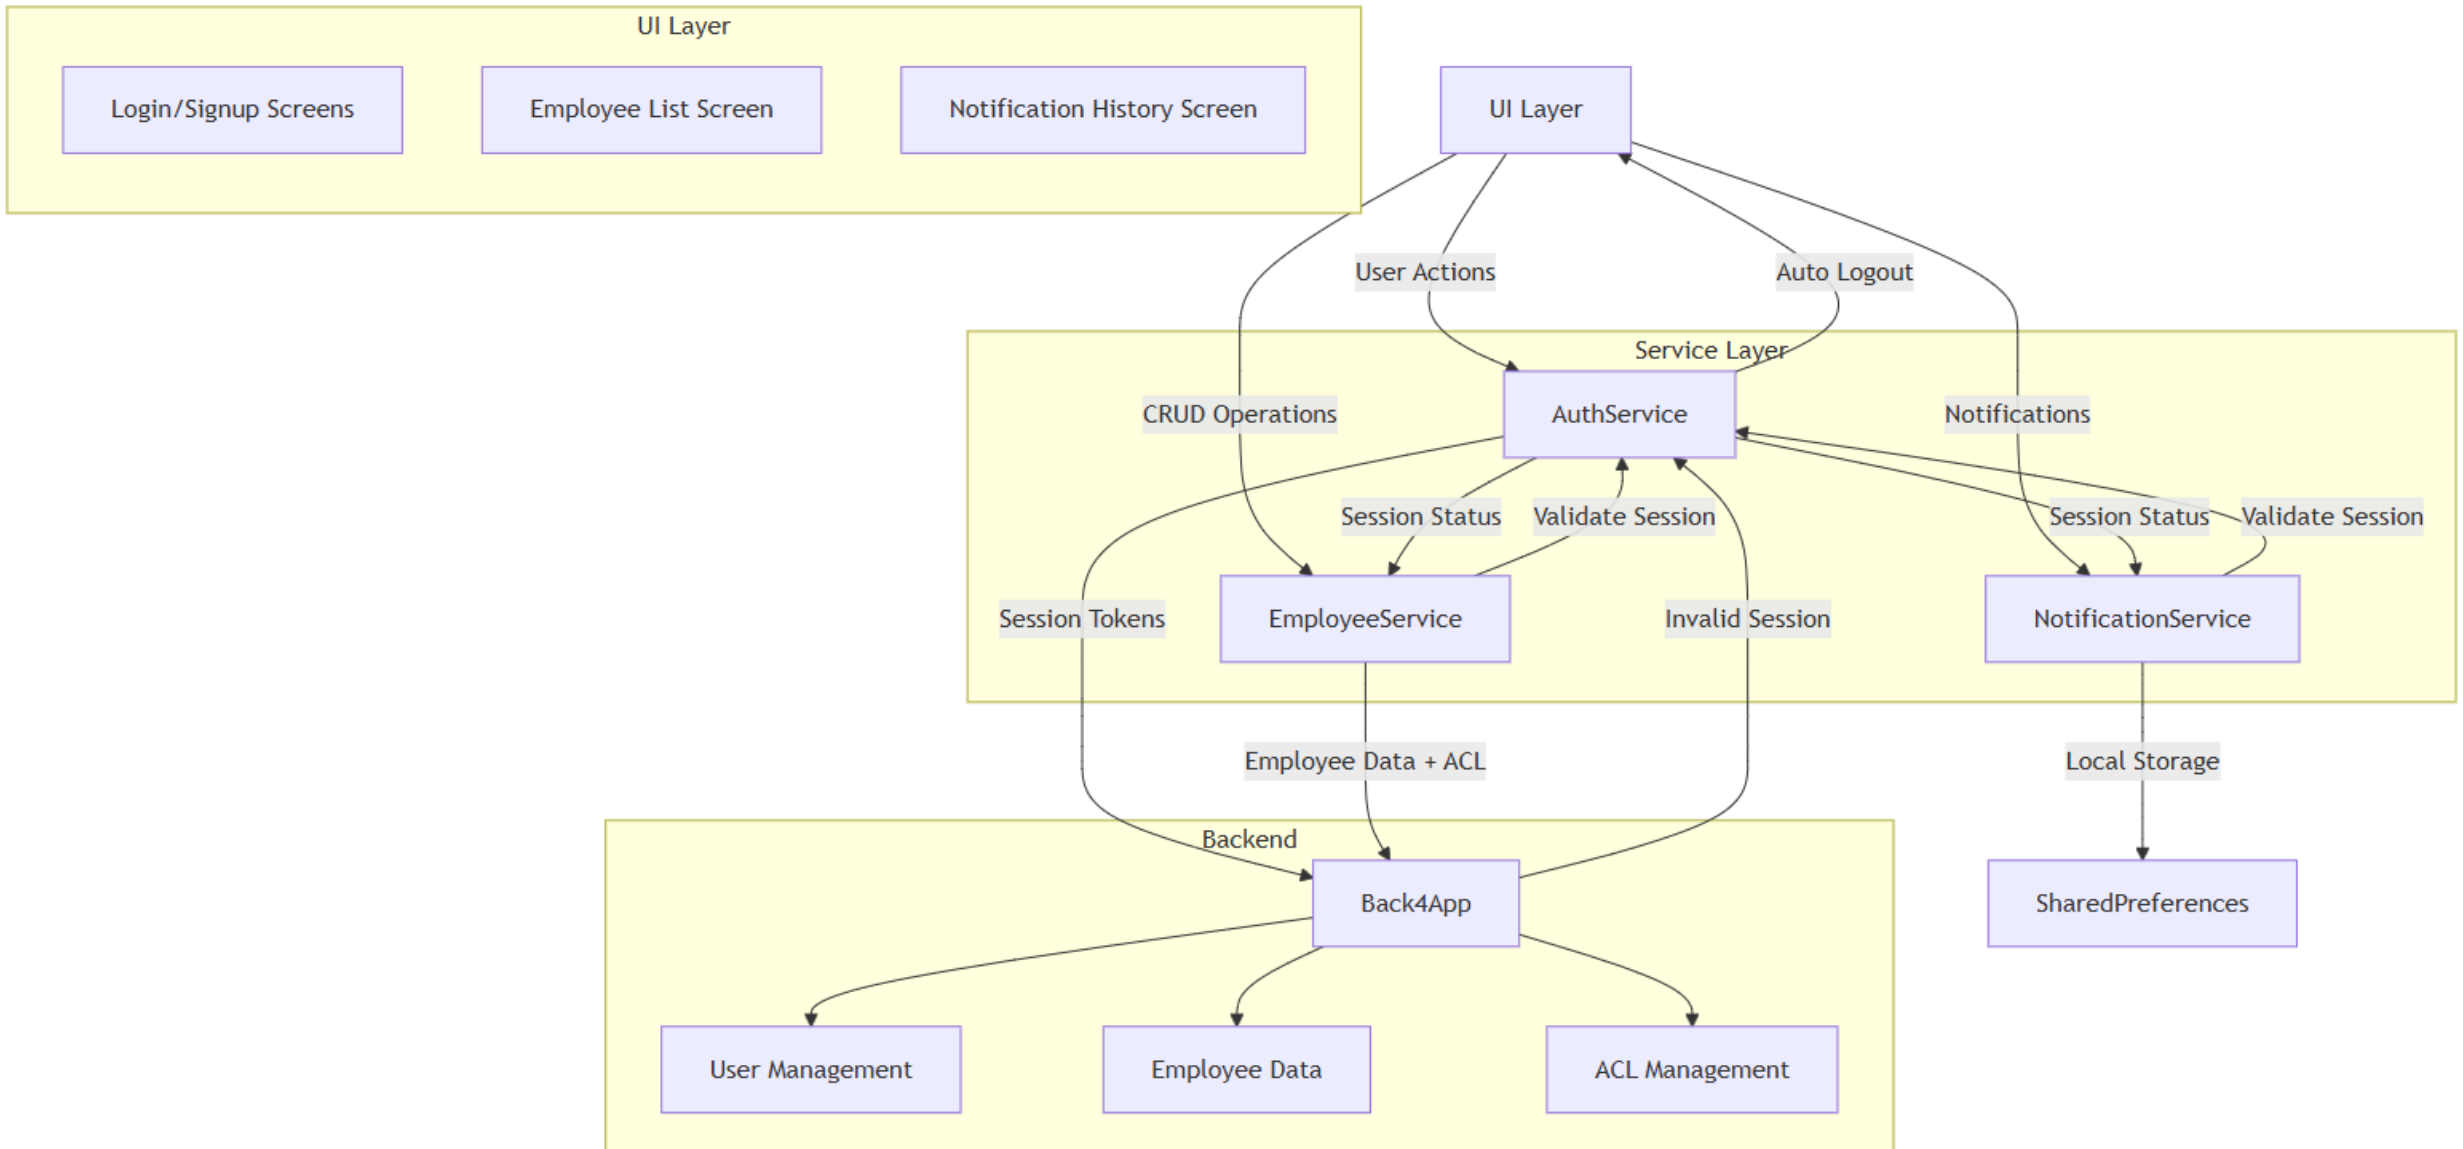 UI Layer
Login/Signup Screens
Employee List Screen
Notification History Screen
UI Layer
User Actions
Auto Logout
Service Layer
CRUD Operations
AuthService
Notifications
Session Status
Validate Session
Session Status
Validate Session
Session Tokens
EmployeeService
Invalid Session
NotificationService
Employee Data + ACL
Local Storage
Backend
Back4App
SharedPreferences
User Management
Employee Data
ACL Management